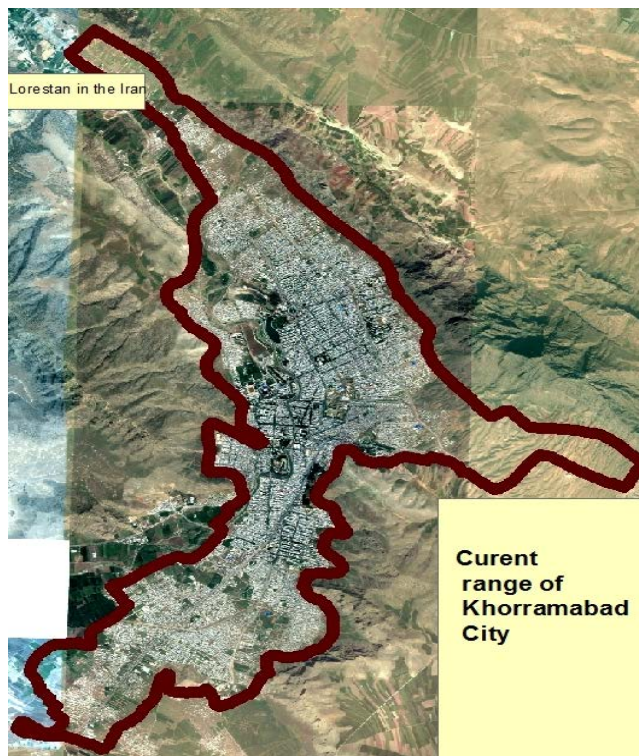 Lorestan in the Iran
Curent
range of
Khorramabad
City